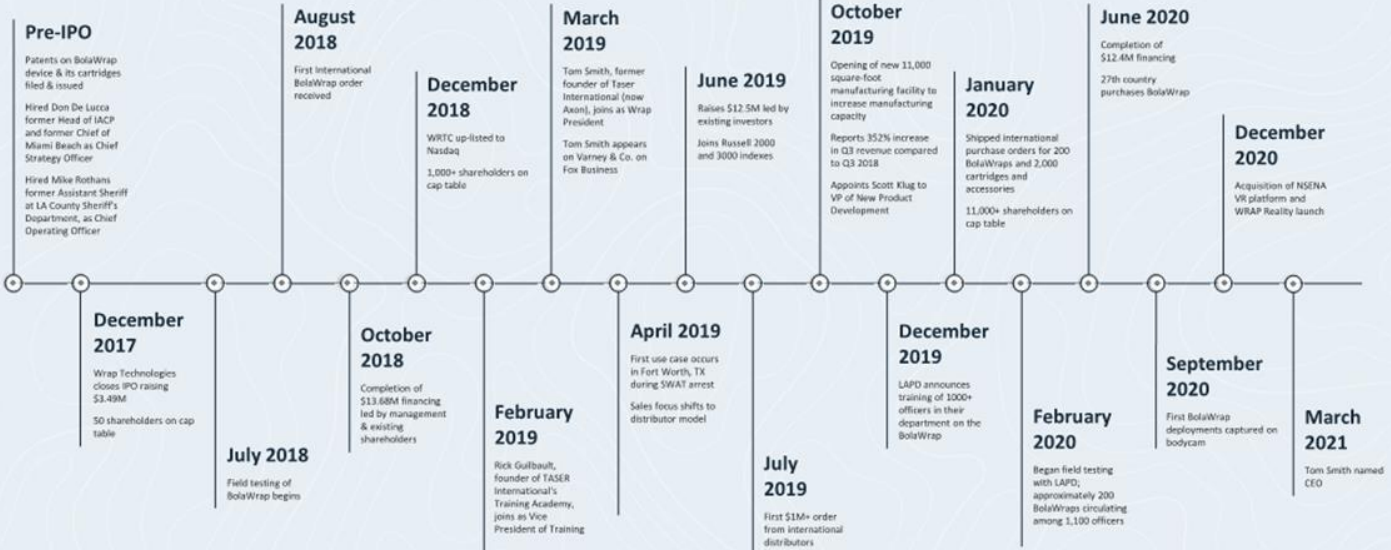 Pre-IPO
Patents on BolaWrap
device & its cartridges
filed & issued
Hired Don De Lucca
former Head of IACP
and former Chief of
Miami Beach as Chief
Strategy Officer
Hired Mike Rothans
former Assistant Sheriff
at LA County Sheriff's
Department, as Chief
Operating Officer
December
2017
Wrap Technologies
closes IPO raising
$3.49M
50 shareholders on cap
table
July 2018
Field testing of
BolaWrap begins
August
2018
First International
BolaWrap order
received
October
2018
Completion of
$13.68M financing
led by management
& existing
shareholders
December
2018
WRTC up-listed to
Nasdaq
1,000+ shareholders on
cap table
February
2019
Rick Guilbault,
founder of TASER
International's
Training Academy,
joins as Vice
President of Training
March
2019
Tom Smith, former
founder of Taser
International (now
Axon), joins as Wrap
President
Tom Smith appears
on Varney & Co. on
Fox Business
April 2019
First use case occurs
in Fort Worth, TX
during SWAT arrest
Sales focus shifts to
distributor model
June 2019
Raises $12.5M led by
existing investors
Joins Russell 2000
and 3000 indexes
July
2019
First $1M+ order
from international
distributors
October
2019
Opening of new 11,000
square-foot
manufacturing facility to
increase manufacturing
capacity
Reports 352% increase
in Q3 revenue compared
to Q3 2018
Appoints Scott Klug to
VP of New Product
Development
December
2019
LAPD announces
training of 1000+
officers in their
department on the
BolaWrap
January
2020
Shipped international
purchase orders for 200
BolaWraps and 2,000
cartridges and
accessories
11,000+ shareholders on
cap table
February
2020
Began field testing
with LAPD;
approximately 200
BolaWraps circulating
among 1,100 officers
June 2020
Completion of
$12.4M financing
27th country
purchases BolaWrap
September
2020
First BolaWrap
deployments captured on
bodycam
December
2020
Acquisition of NSENA
VR platform and
WRAP Reality launch
March
2021
Tom Smith named
CEO